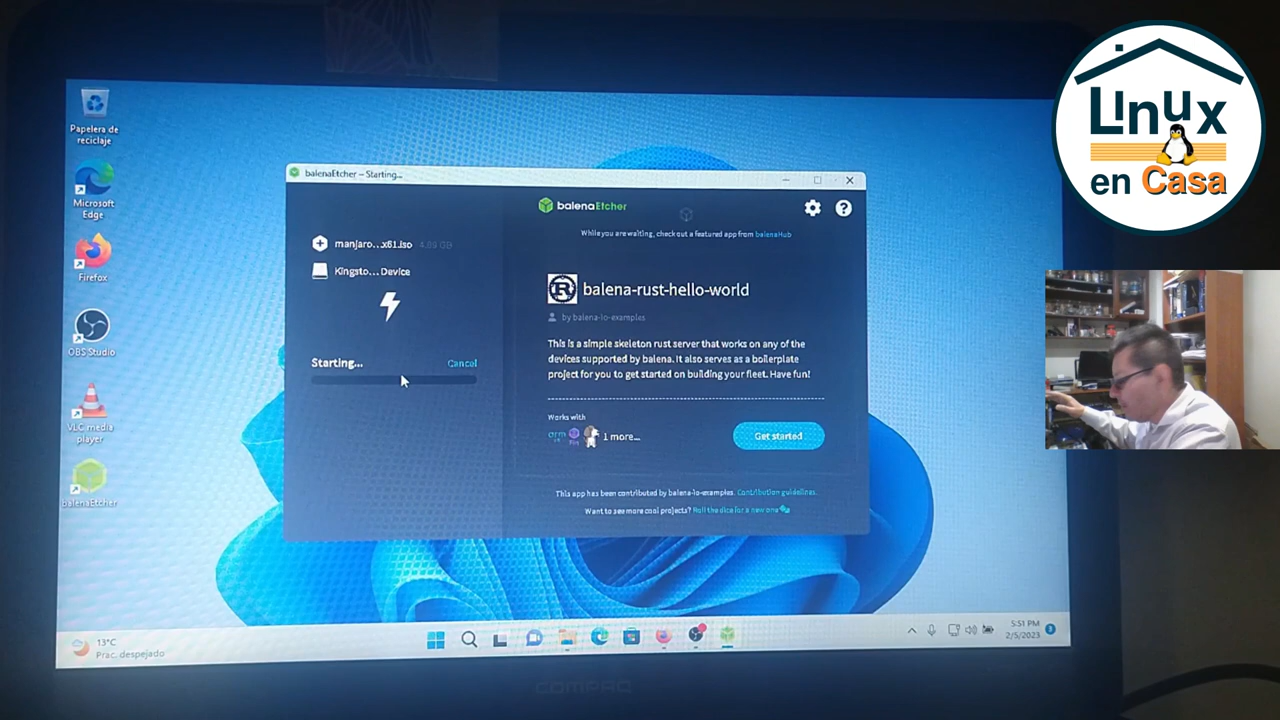 Papelera de
reciclaje
Microsoft
Edge
Firefox
OBS Studio
VLC media
player
balenaEtcher
balenaEtcher – Starting...
balenaEtcher
While you are waiting, check out a featured app from balenaHub
manjaro...x61.iso 4.89 GB
Kingsto... Device
Starting...
Cancel
balena-rust-hello-world
by balena-io-examples
This is a simple skeleton rust server that works on any of the
devices supported by balena. It also serves as a boilerplate
project for you to get started on building your fleet. Have fun!
Works with
arm
1 more...
Get started
This app has been contributed by balena-io-examples. Contribution guidelines.
Want to see more cool projects? Roll the dice for a new one
13°C
Prac. despejado
5:51 PM
2/5/2023
3
COMPAQ
Linux
en Casa